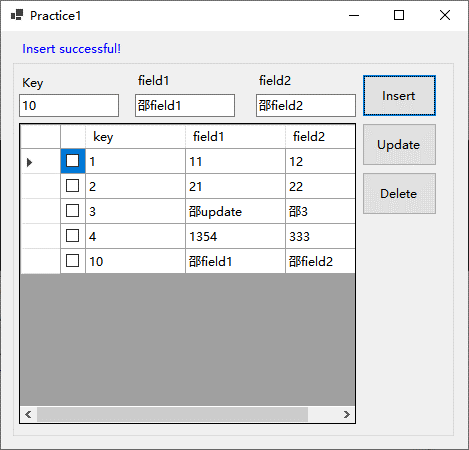 Practice1
Insert successful!
Key field1 field2
10 邵field1 邵field2 Insert
key field1 field2
1 11 12 Update
2 21 22
3 邵update 邵3 Delete
4 1354 333
10 邵field1 邵field2